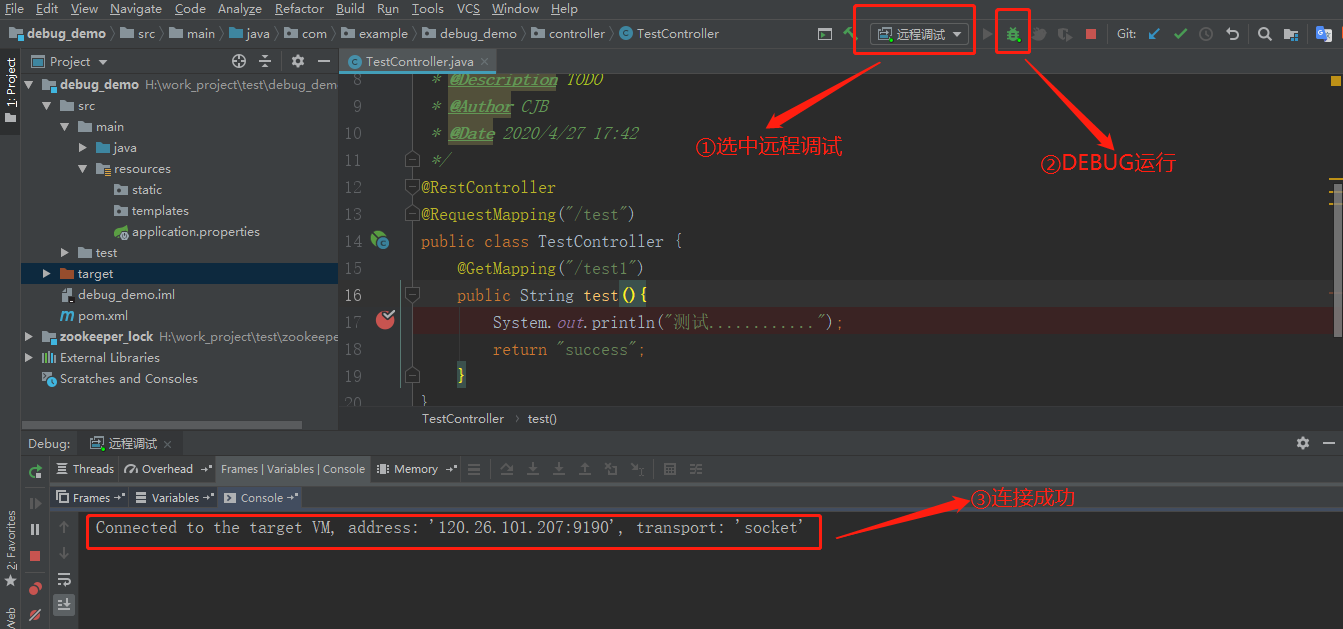 File Edit View Navigate Code Analyze Refactor Build Run Tools VCS Window Help
debug_demo src main java com example debug_demo controller TestController 远程调试 Git:
1: Project
Project
TestController.java
debug_demo H:\work_project\test\debug_dem
src
main
java
resources
static
templates
application.properties
test
target
debug_demo.iml
pom.xml
zookeeper_lock H:\work_project\test\zookeepe
External Libraries
Scratches and Consoles
8 * @Description TODO
9 * @Author CJB
10 * @Date 2020/4/27 17:42
11 */
12 @RestController
13 @RequestMapping("/test")
14 public class TestController {
15 @GetMapping("/test1")
16 public String test(){
17 System.out.println("测试............");
18 return "success";
19 }
20 }
①选中远程调试
②DEBUG运行
TestController test()
Debug: 远程调试
Threads Overhead Frames | Variables | Console Memory
Frames Variables Console
Connected to the target VM, address: '120.26.101.207:9190', transport: 'socket'
③连接成功
2: Favorites
Web